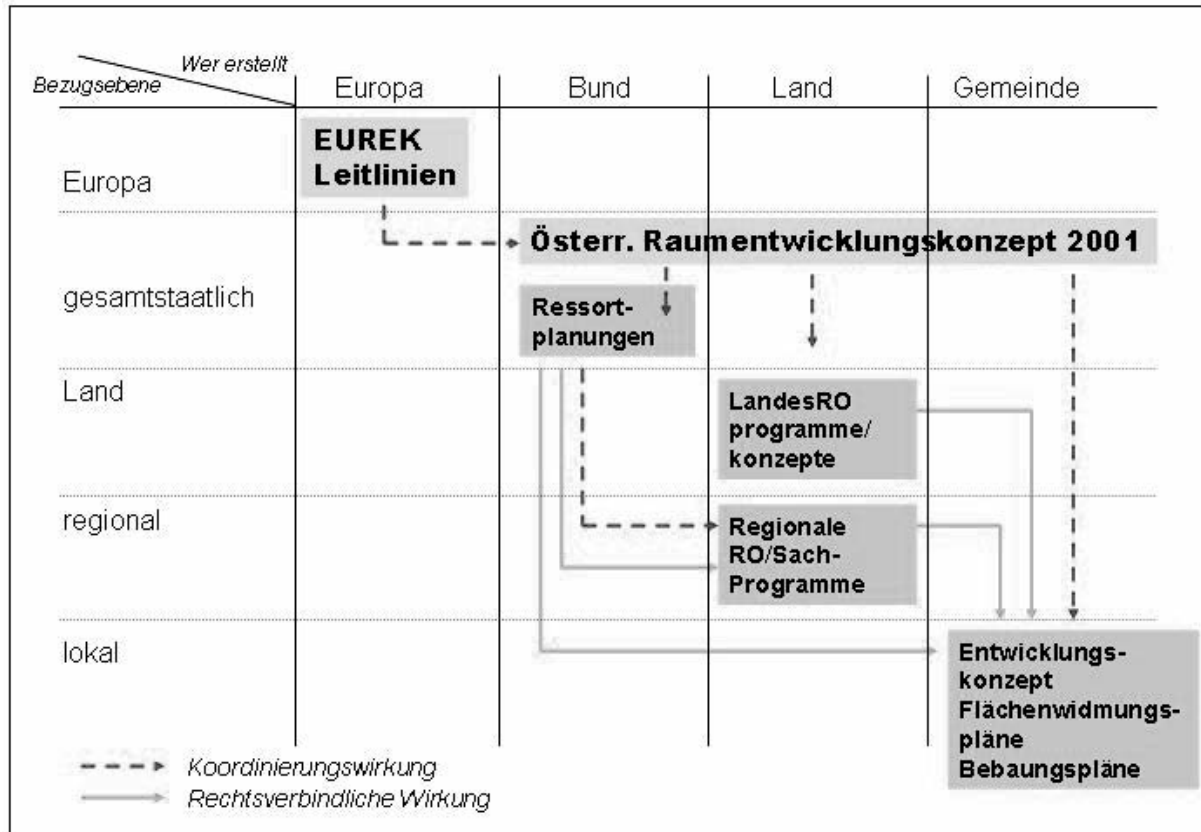 Wer erstellt
Bezugsebene
Europa
Bund
Land
Gemeinde
Europa
EUREK
Leitlinien
gesamtstaatlich
Österr. Raumentwicklungskonzept 2001
Ressort-
planungen
Land
LandesRO
programme/
konzepte
regional
Regionale
RO/Sach-
Programme
lokal
Entwicklungs-
konzept
Flächenwidmungs-
pläne
Bebauungspläne
Koordinierungswirkung
Rechtsverbindliche Wirkung